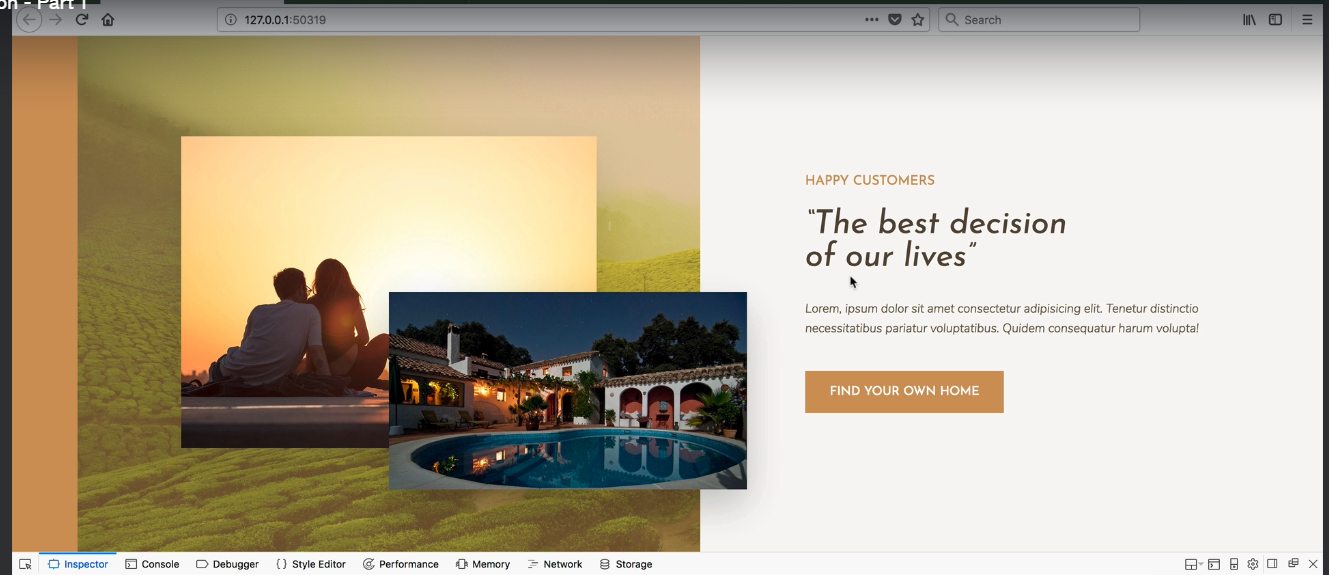 on - Part 1
127.0.0.1:50319
Search
HAPPY CUSTOMERS
“The best decision
of our lives”
Lorem, ipsum dolor sit amet consectetur adipisicing elit. Tenetur distinctio
necessitatibus pariatur voluptatibus. Quidem consequatur harum volupta!
FIND YOUR OWN HOME
Inspector Console Debugger Style Editor Performance Memory Network Storage